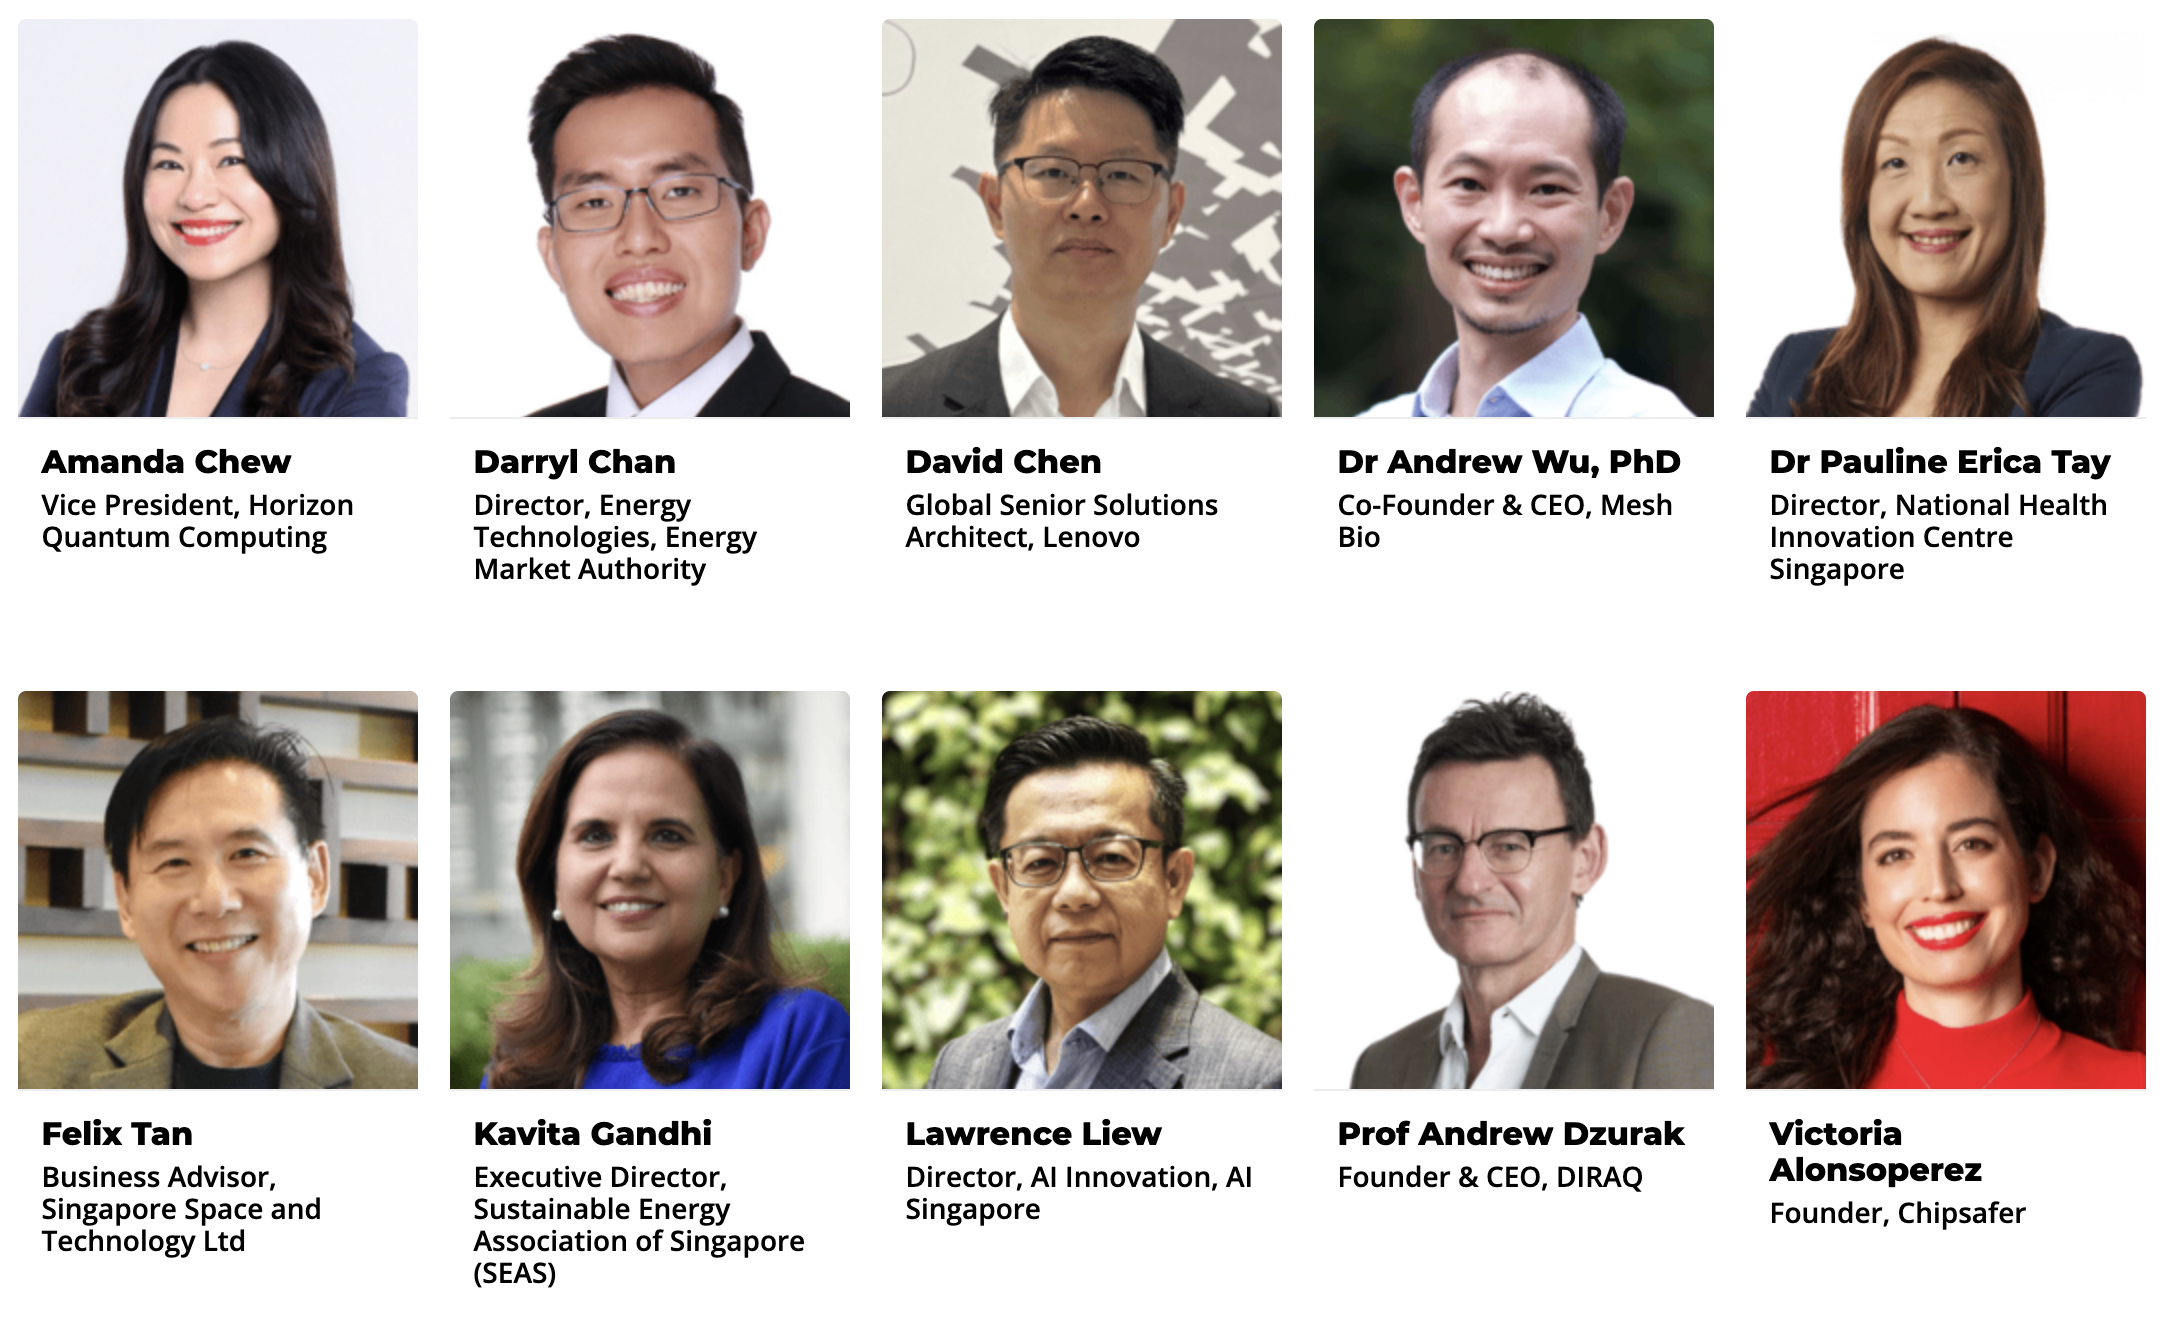 Amanda Chew
Vice President, Horizon
Quantum Computing
Darryl Chan
Director, Energy
Technologies, Energy
Market Authority
David Chen
Global Senior Solutions
Architect, Lenovo
Dr Andrew Wu, PhD
Co-Founder & CEO, Mesh
Bio
Dr Pauline Erica Tay
Director, National Health
Innovation Centre
Singapore
Felix Tan
Business Advisor,
Singapore Space and
Technology Ltd
Kavita Gandhi
Executive Director,
Sustainable Energy
Association of Singapore
(SEAS)
Lawrence Liew
Director, AI Innovation, AI
Singapore
Prof Andrew Dzurak
Founder & CEO, DIRAQ
Victoria
Alonsoperez
Founder, Chipsafer